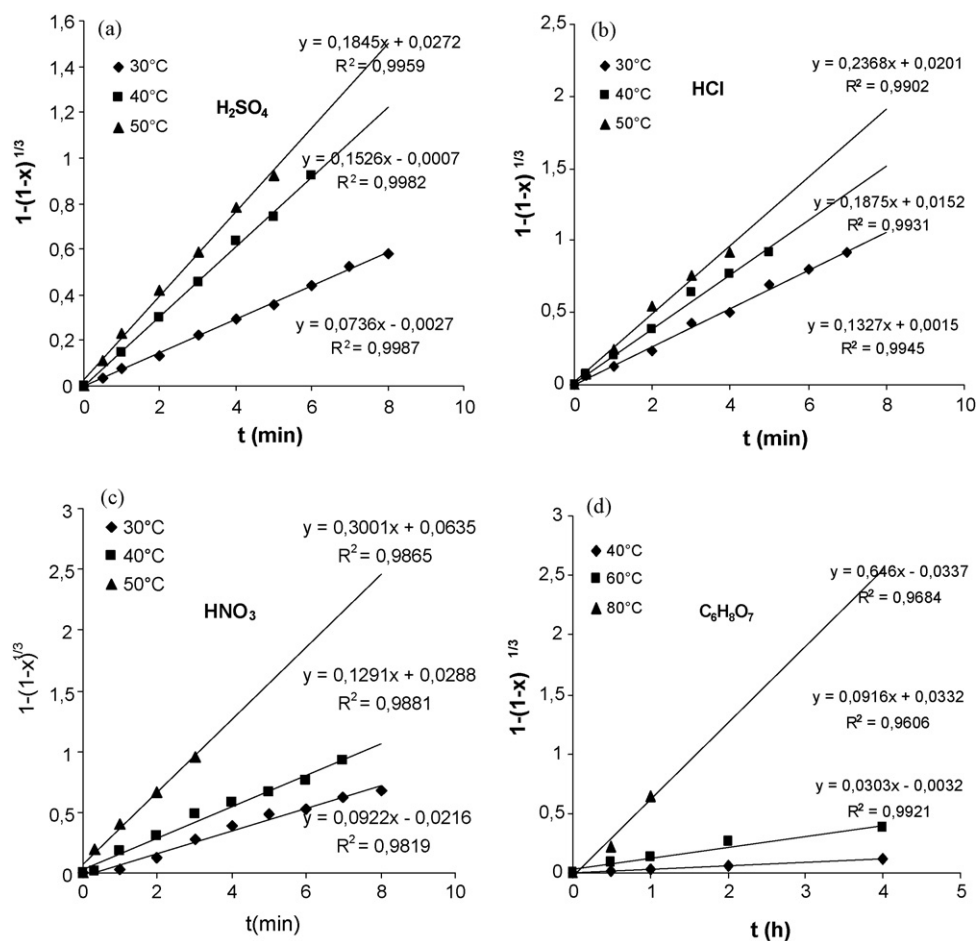 (a)
1,6
1,4
1,2
1
0,8
0,6
0,4
0,2
0
1-(1-x)^1/3
30°C
40°C
50°C
H₂SO₄
y = 0,1845x + 0,0272
R² = 0,9959
y = 0,1526x - 0,0007
R² = 0,9982
y = 0,0736x - 0,0027
R² = 0,9987
0 2 4 6 8 10
t (min)
(b)
2,5
2
1,5
1
0,5
0
1-(1-x)^1/3
30°C
40°C
50°C
HCl
y = 0,2368x + 0,0201
R² = 0,9902
y = 0,1875x + 0,0152
R² = 0,9931
y = 0,1327x + 0,0015
R² = 0,9945
0 2 4 6 8 10
t (min)
(c)
3
2,5
2
1,5
1
0,5
0
1-(1-x)^1/3
30°C
40°C
50°C
HNO₃
y = 0,3001x + 0,0635
R² = 0,9865
y = 0,1291x + 0,0288
R² = 0,9881
y = 0,0922x - 0,0216
R² = 0,9819
0 2 4 6 8 10
t(min)
(d)
3
2,5
2
1,5
1
0,5
0
1-(1-x)^1/3
40°C
60°C
80°C
C₆H₈O₇
y = 0,646x - 0,0337
R² = 0,9684
y = 0,0916x + 0,0332
R² = 0,9606
y = 0,0303x - 0,0032
R² = 0,9921
0 1 2 3 4 5
t (h)